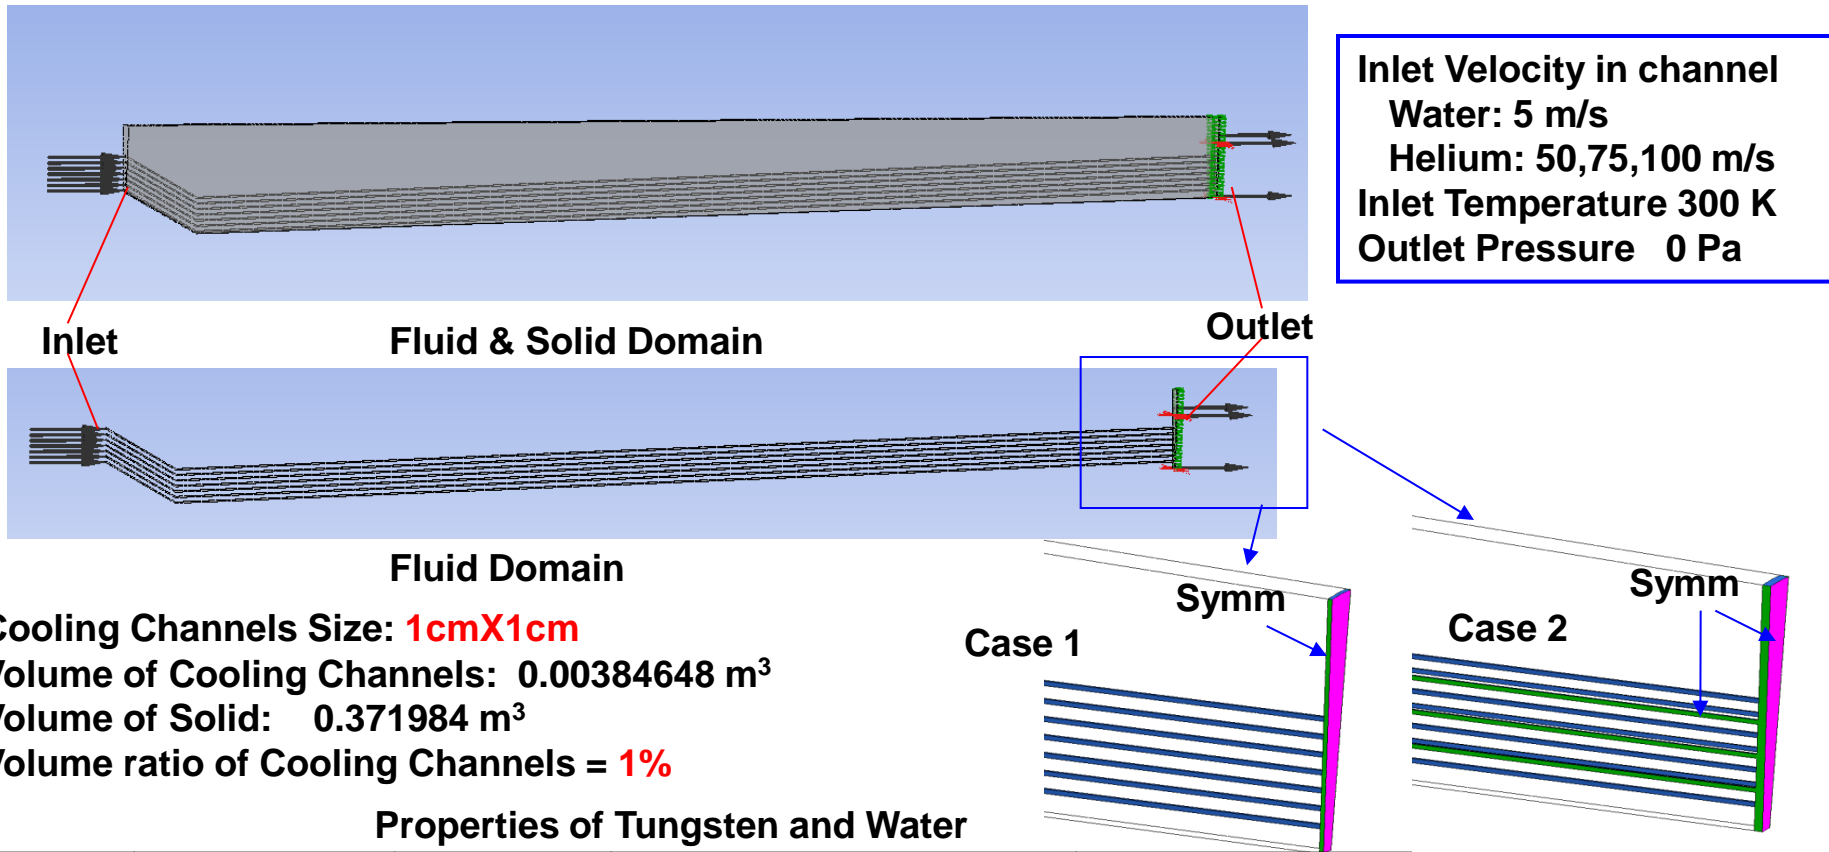 Inlet Velocity in channel
Water: 5 m/s
Helium: 50,75,100 m/s
Inlet Temperature 300 K
Outlet Pressure 0 Pa
Inlet
Fluid & Solid Domain
Outlet
Fluid Domain
Cooling Channels Size: 1cmX1cm
Volume of Cooling Channels: 0.00384648 m³
Volume of Solid: 0.371984 m³
Volume ratio of Cooling Channels = 1%
Symm
Case 1
Symm
Case 2
Properties of Tungsten and Water